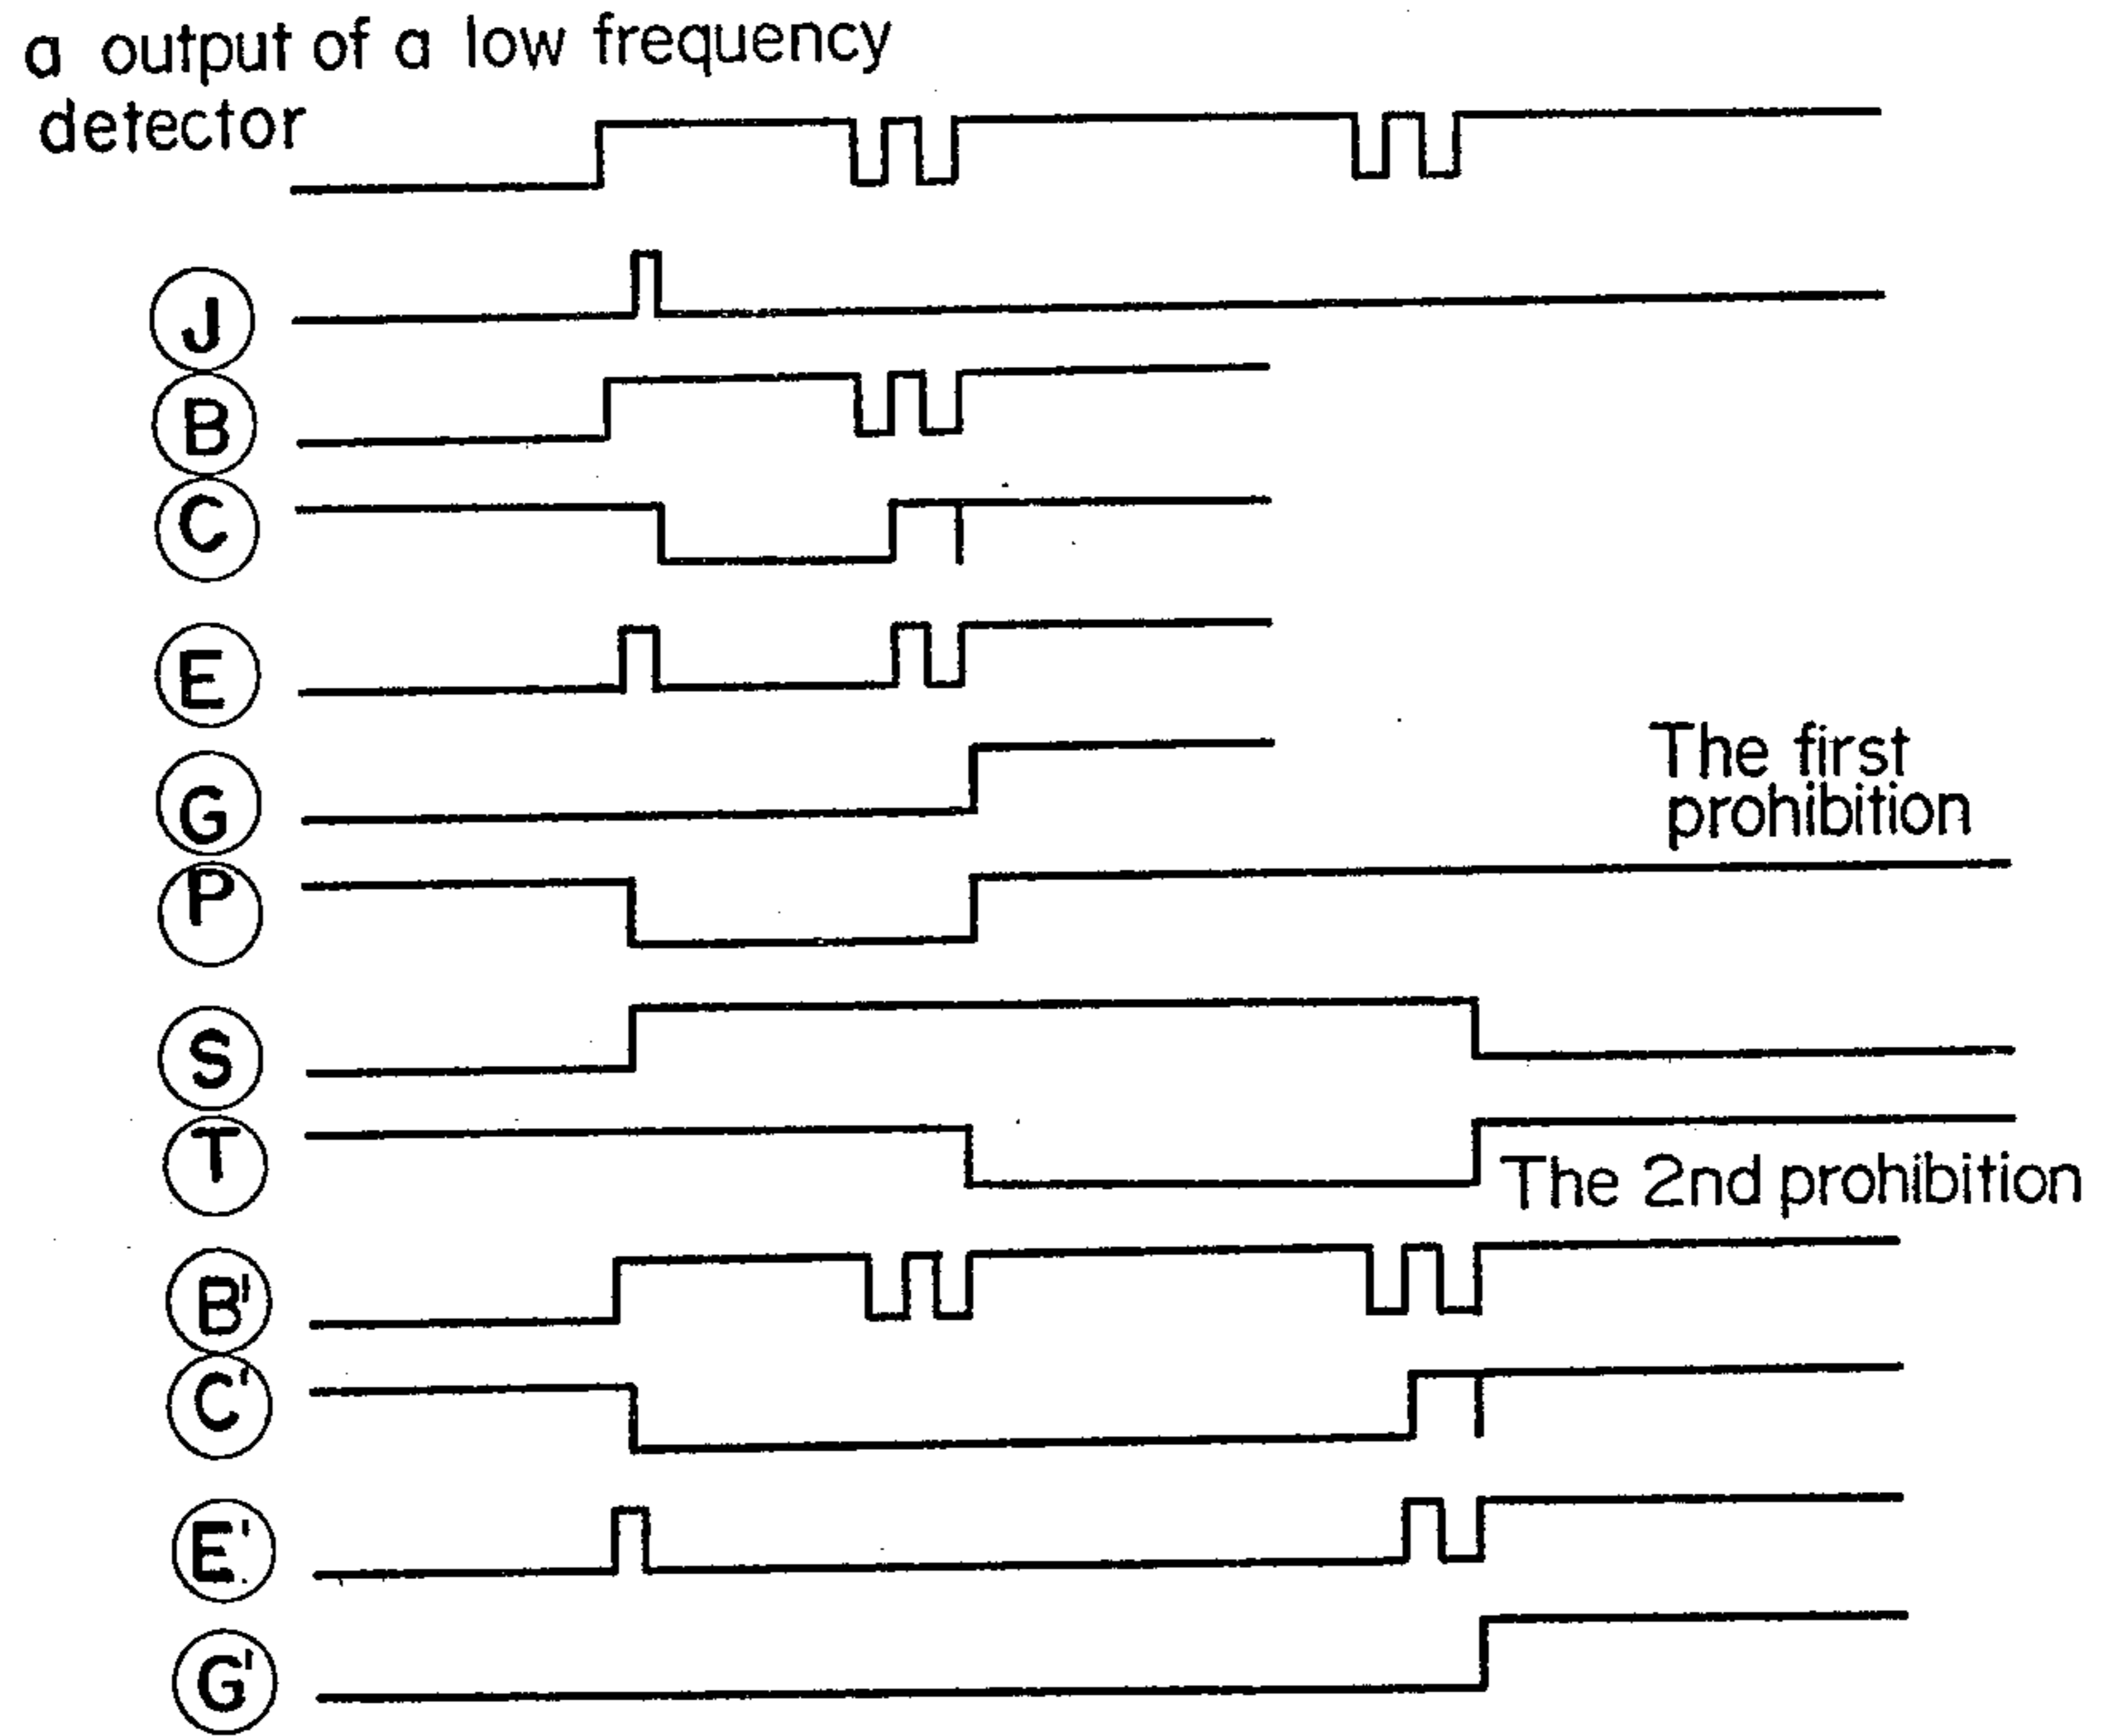 a output of a low frequency
detector
J
B
C
E
G
The first
prohibition
P
S
T
The 2nd prohibition
B'
C'
E'
G'